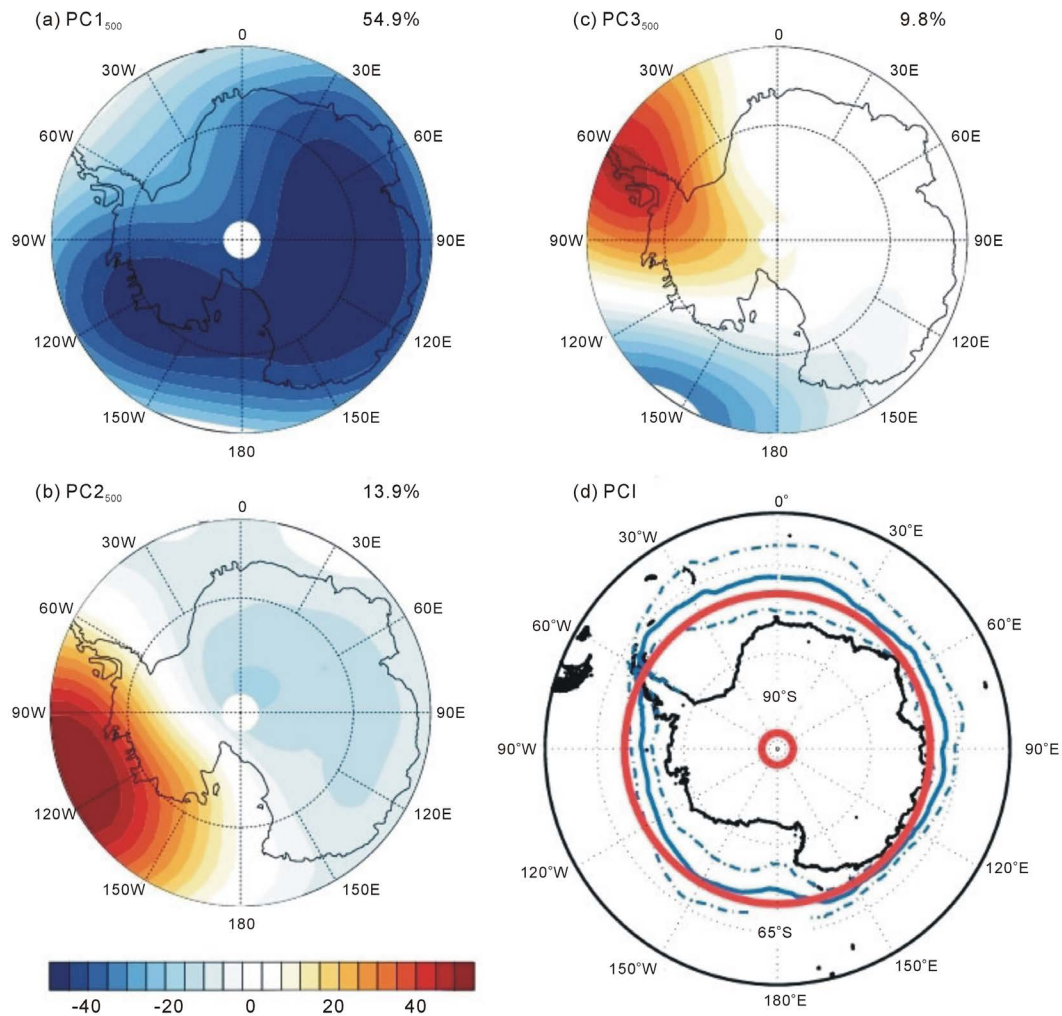 (a) PC1500 54.9%
0
30W 30E
60W 60E
90W 90E
120W 120E
150W 150E
180
(c) PC3500 9.8%
0
30W 30E
60W 60E
90W 90E
120W 120E
150W 150E
180
(b) PC2500 13.9%
0
30W 30E
60W 60E
90W 90E
120W 120E
150W 150E
180
-40 -20 0 20 40
(d) PCI
0°
30°W 30°E
60°W 60°E
90°S
90°W 90°E
120°W 120°E
65°S
150°W 150°E
180°E